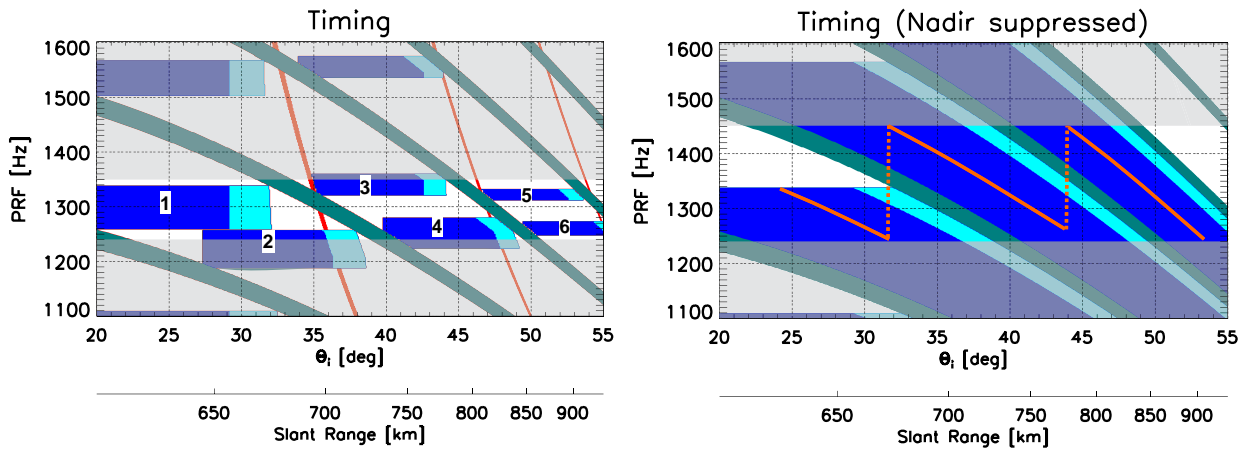 Timing
1600
1500
1400
1300
1200
1100
PRF [Hz]
1
2
3
4
5
6
20 25 30 35 40 45 50 55
Θi [deg]
650 700 750 800 850 900
Slant Range [km]
Timing (Nadir suppressed)
1600
1500
1400
1300
1200
1100
PRF [Hz]
20 25 30 35 40 45 50 55
Θi [deg]
650 700 750 800 850 900
Slant Range [km]